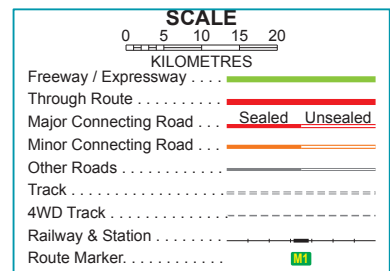 SCALE
0 5 10 15 20
KILOMETRES
Freeway / Expressway . . . .
Through Route . . . . . . . . . .
Major Connecting Road . . . Sealed Unsealed
Minor Connecting Road . . .
Other Roads . . . . . . . . . . . .
Track . . . . . . . . . . . . . . . . . .
4WD Track . . . . . . . . . . . . .
Railway & Station . . . . . . . .
Route Marker. . . . . . . . . . . . M1